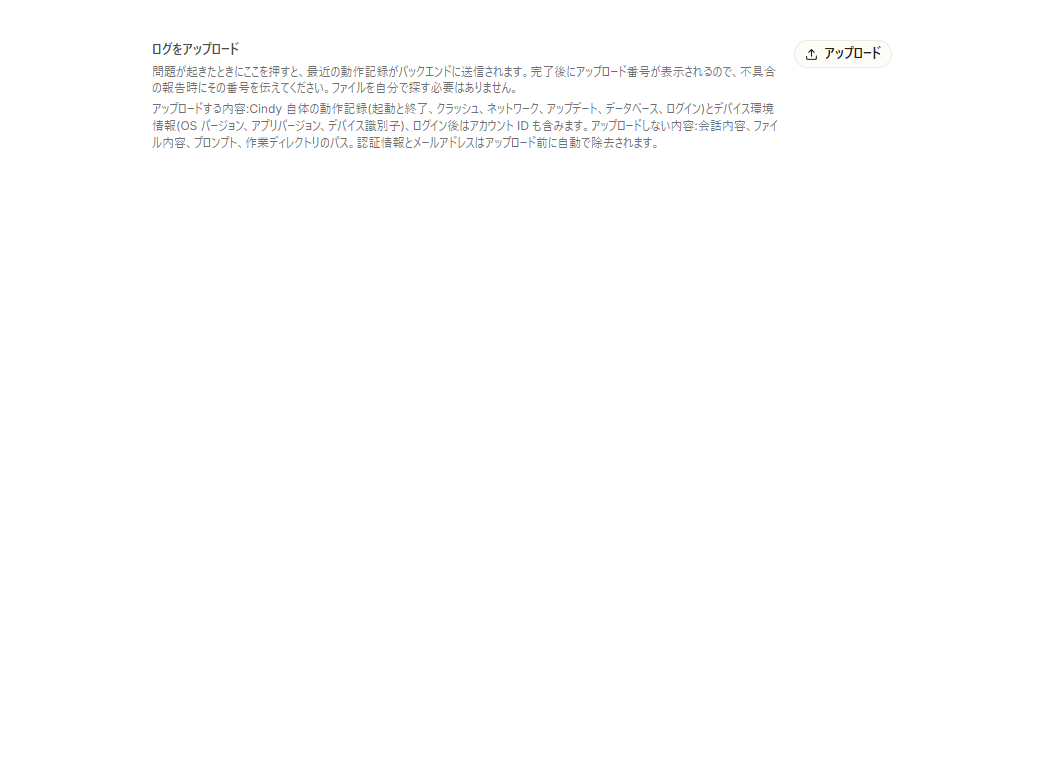 ログをアップロード
アップロード
問題が起きたときにここを押すと、最近の動作記録がバックエンドに送信されます。完了後にアップロード番号が表示されるので、不具合
の報告時にその番号を伝えてください。ファイルを自分で探す必要はありません。
アップロードする内容:Cindy 自体の動作記録(起動と終了、クラッシュ、ネットワーク、アップデート、データベース、ログイン)とデバイス環境
情報(OS バージョン、アプリバージョン、デバイス識別子)、ログイン後はアカウント ID も含みます。アップロードしない内容:会話内容、ファイ
ル内容、プロンプト、作業ディレクトリのパス。認証情報とメールアドレスはアップロード前に自動で除去されます。